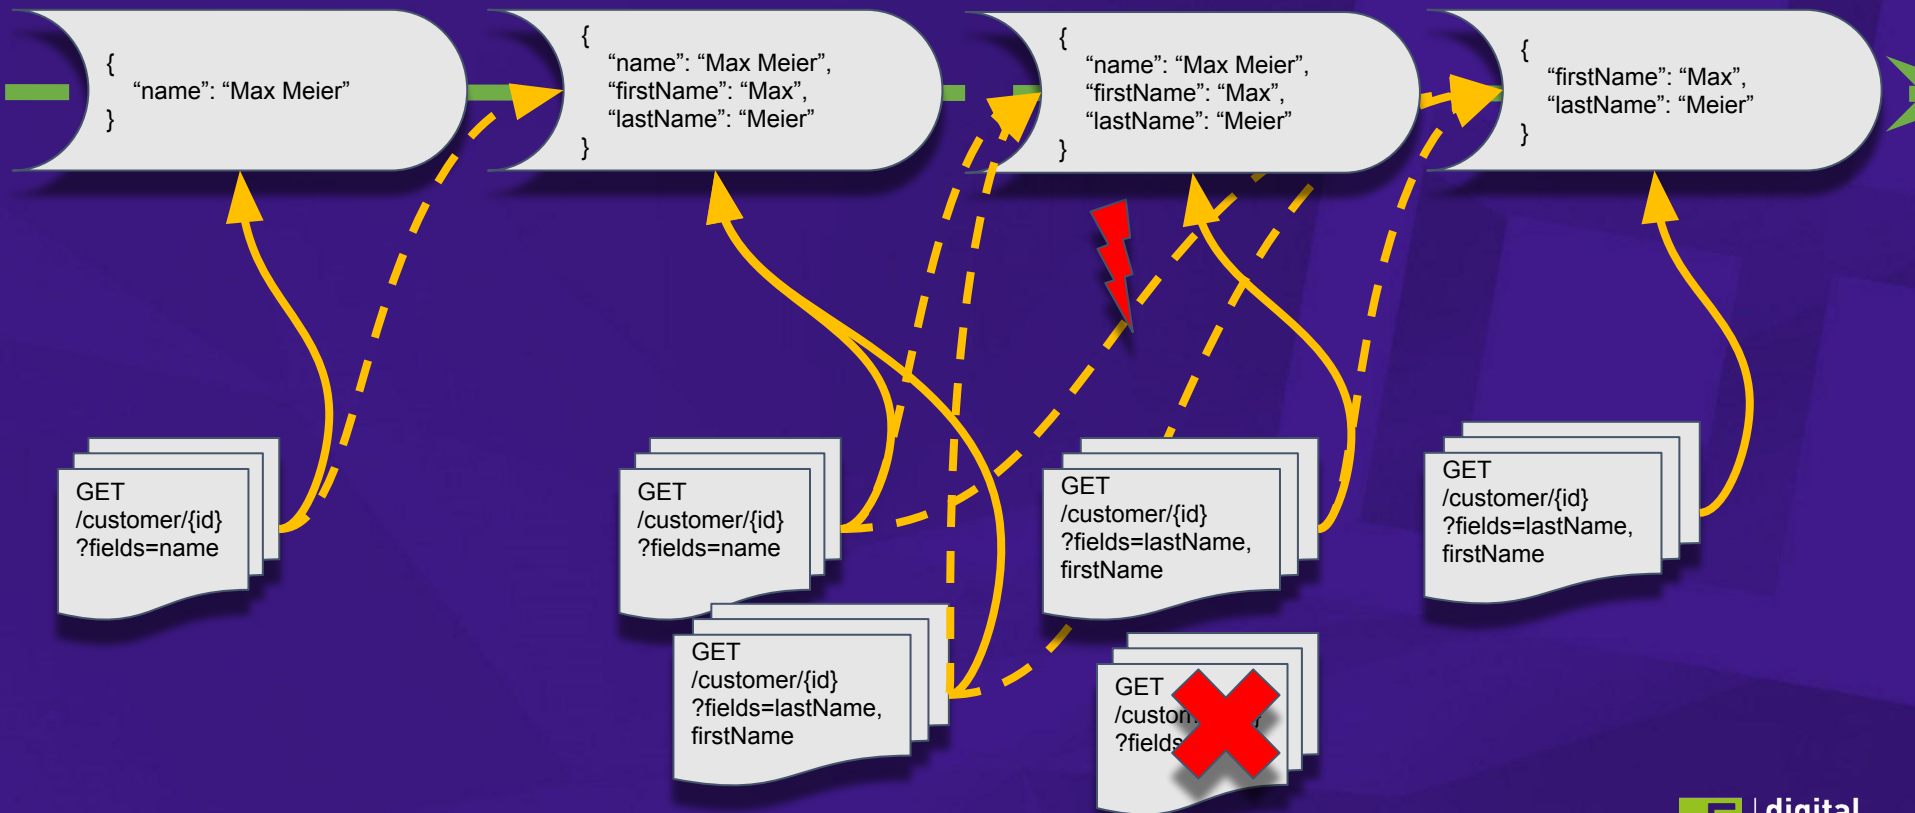 {
“name”: “Max Meier”
}
{
“name”: “Max Meier”,
“firstName”: “Max”,
“lastName”: “Meier”
}
{
“name”: “Max Meier”,
“firstName”: “Max”,
“lastName”: “Meier”
}
{
“firstName”: “Max”,
“lastName”: “Meier”
}
GET
/customer/{id}
?fields=name
GET
/customer/{id}
?fields=name
GET
/customer/{id}
?fields=lastName,
firstName
GET
/customer/{id}
?fields=lastName,
firstName
GET
/customer/{id}
?fields=lastName,
firstName
GET
digital